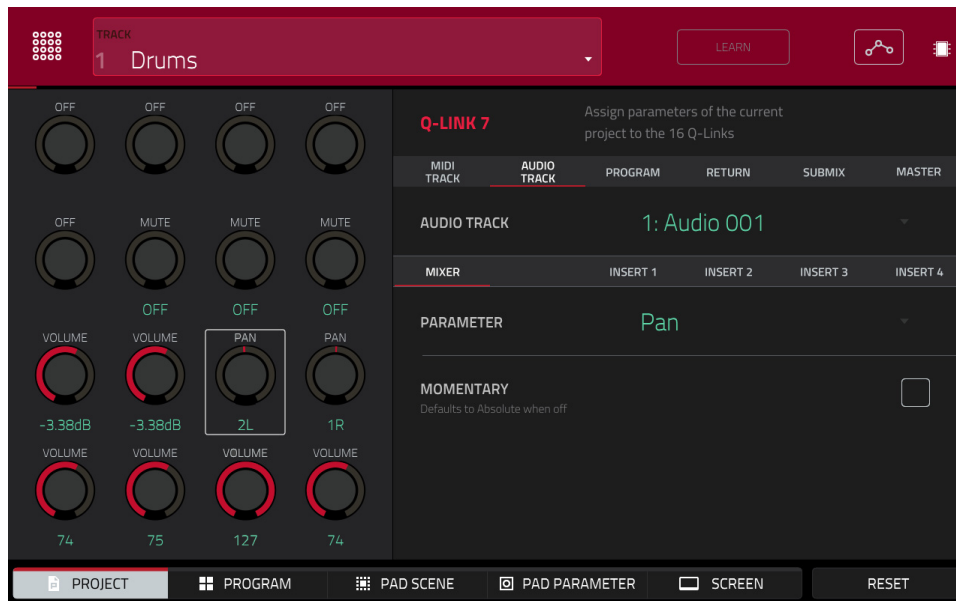 TRACK
1 Drums
LEARN
OFF OFF OFF OFF
Q-LINK 7
Assign parameters of the current
project to the 16 Q-Links
MIDI
TRACK
AUDIO
TRACK
PROGRAM
RETURN
SUBMIX
MASTER
OFF MUTE MUTE MUTE
OFF OFF OFF
AUDIO TRACK
1: Audio 001
MIXER
INSERT 1
INSERT 2
INSERT 3
INSERT 4
VOLUME VOLUME PAN PAN
-3.38dB -3.38dB 2L 1R
PARAMETER
Pan
MOMENTARY
Defaults to Absolute when off
VOLUME VOLUME VOLUME VOLUME
74 75 127 74
PROJECT
PROGRAM
PAD SCENE
PAD PARAMETER
SCREEN
RESET